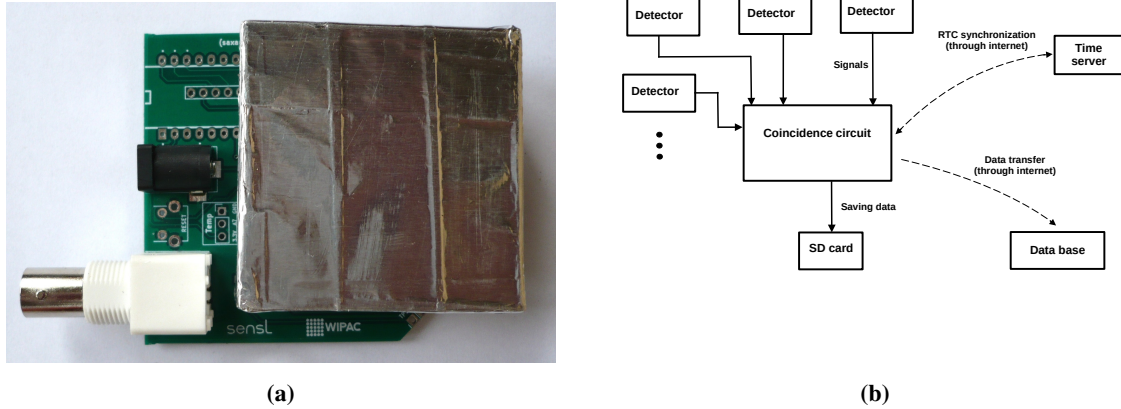 RESET
Temp
sensl
WIPAC
(a)
Detector
Detector
Detector
Detector
Signals
Coincidence circuit
RTC synchronization
(through internet)
Time
server
Data transfer
(through internet)
Saving data
SD card
Data base
(b)